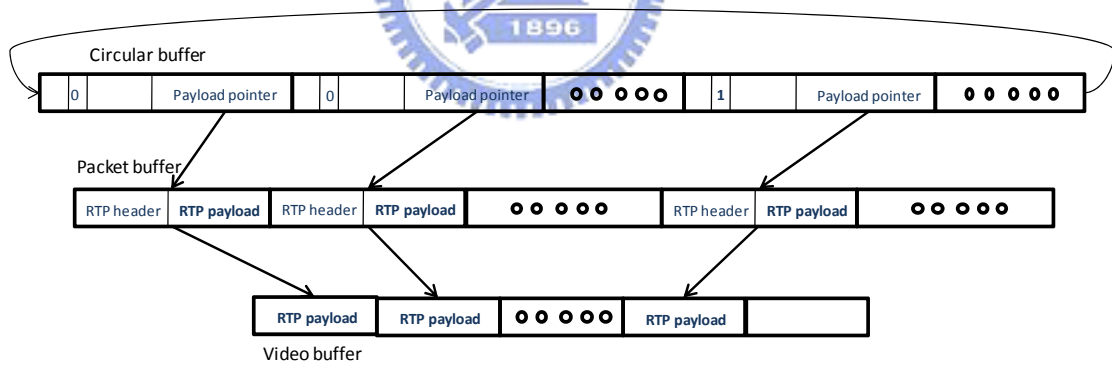 1896
Circular buffer
0 Payload pointer 0 Payload pointer 1 Payload pointer
Packet buffer
RTP header RTP payload RTP header RTP payload RTP header RTP payload
RTP payload RTP payload RTP payload
Video buffer